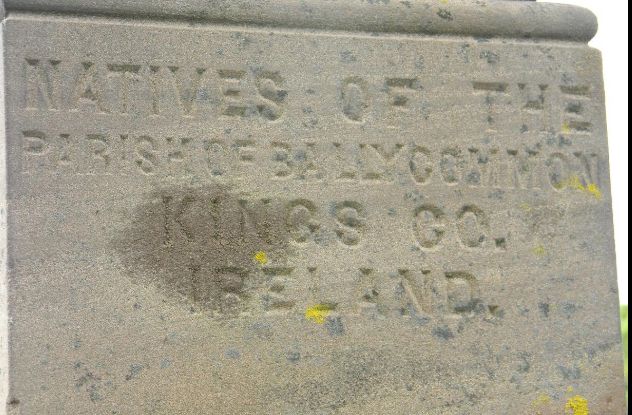 NATIVES OF THE
PARISH OF BALLYCOMMON
KINGS CO.
IRELAND.